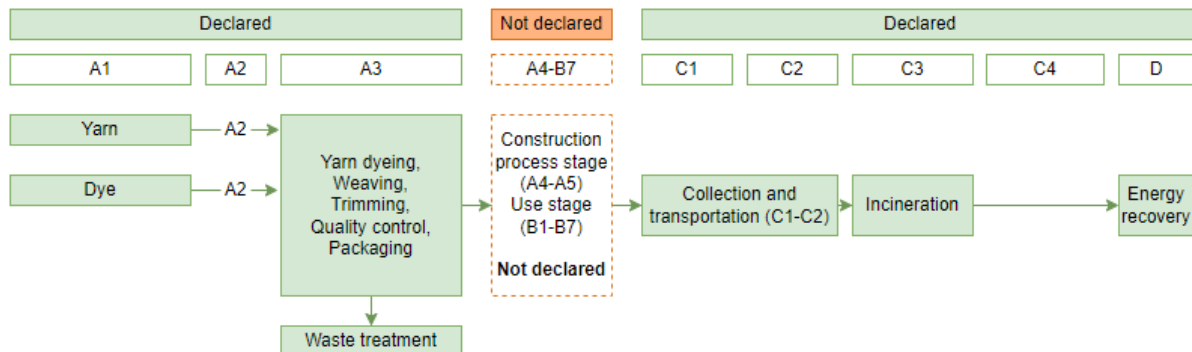 Declared
Not declared
Declared
A1
A2
A3
A4-B7
C1
C2
C3
C4
D
Yarn
A2
Dye
A2
Yarn dyeing,
Weaving,
Trimming,
Quality control,
Packaging
Waste treatment
Construction
process stage
(A4-A5)
Use stage
(B1-B7)
Not declared
Collection and
transportation (C1-C2)
Incineration
Energy
recovery